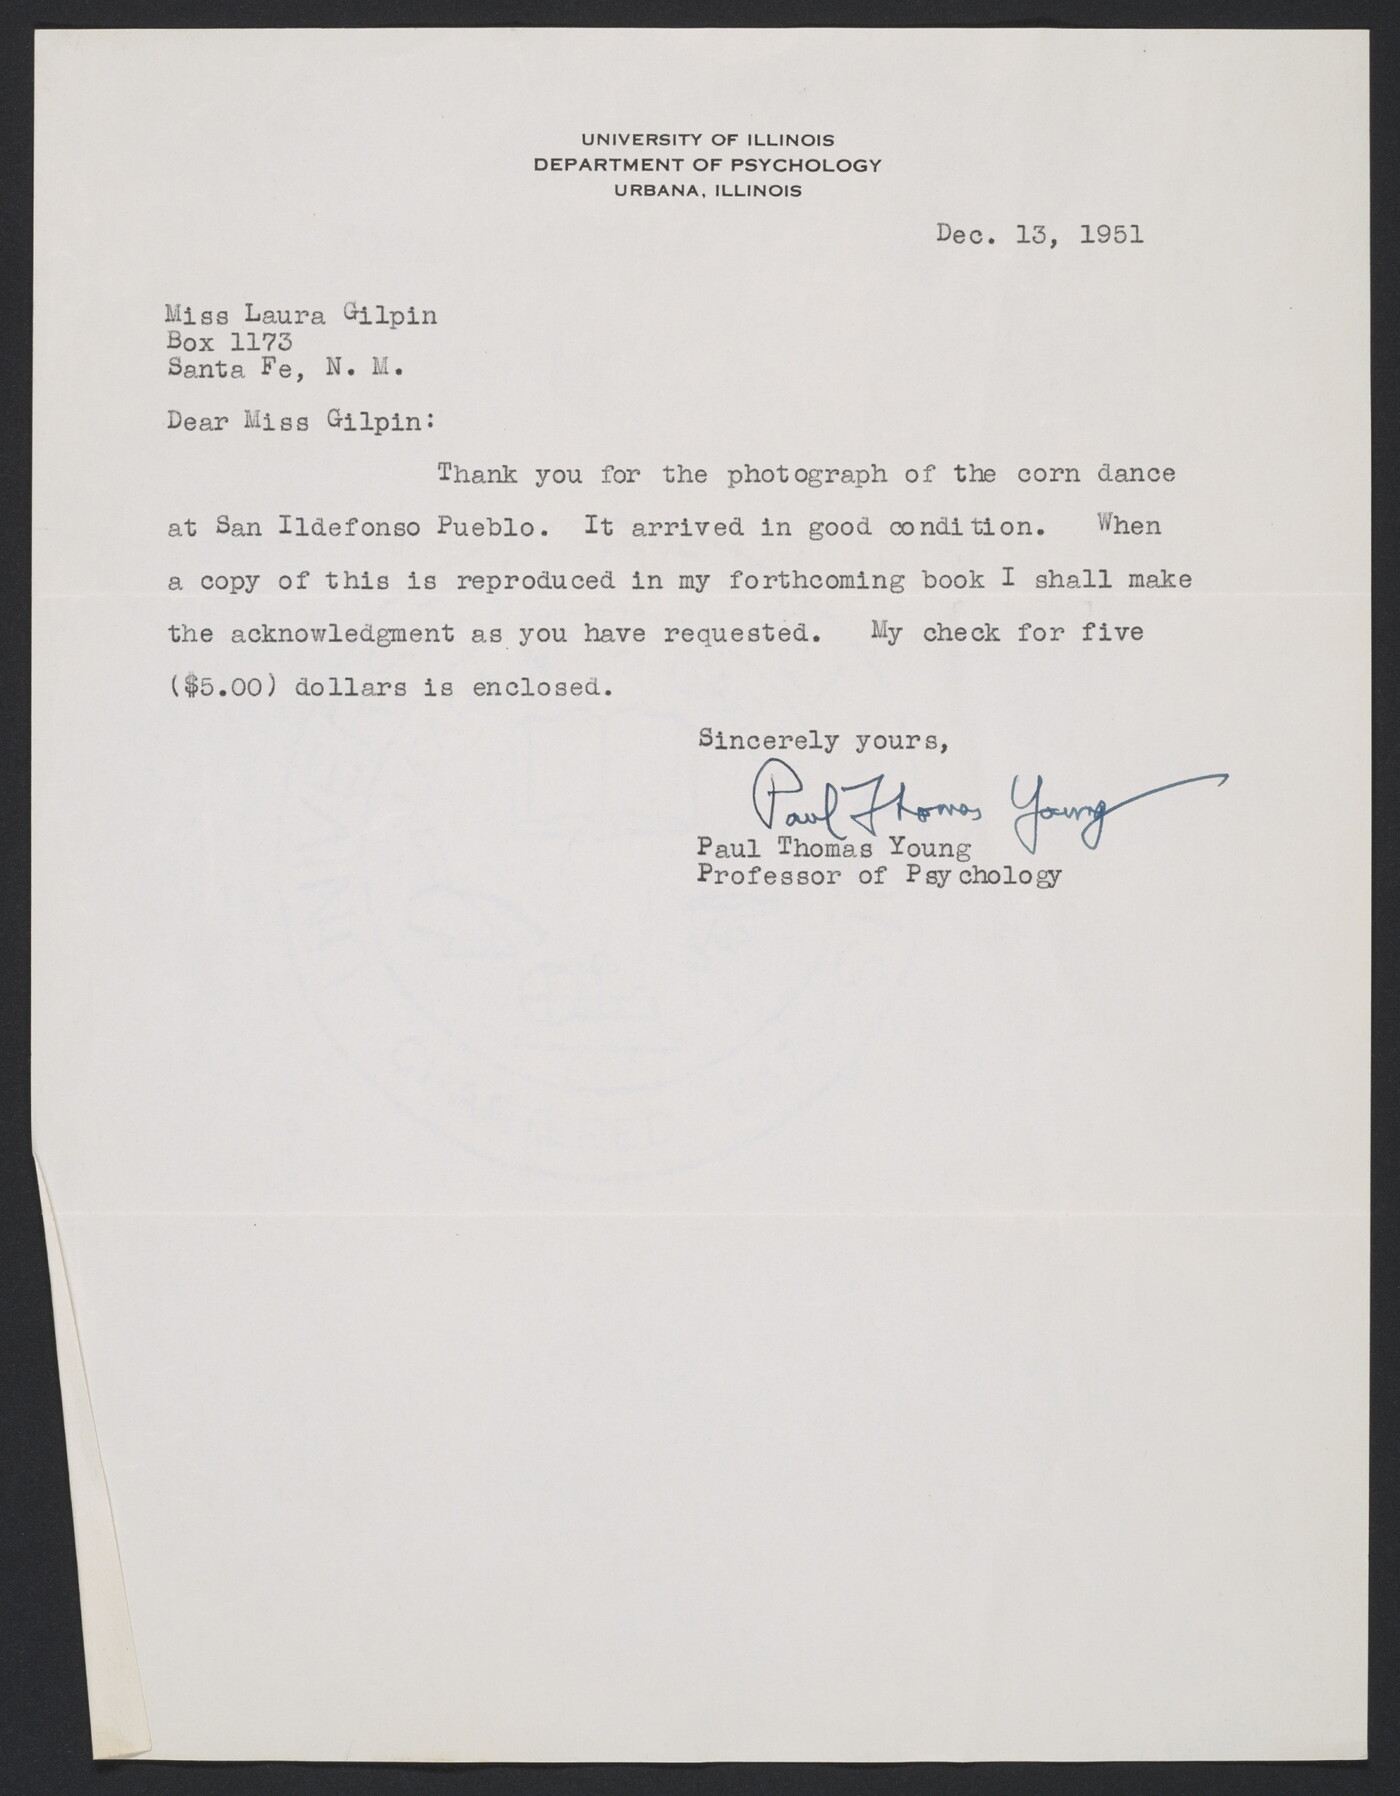 UNIVERSITY OF ILLINOIS
DEPARTMENT OF PSYCHOLOGY
URBANA, ILLINOIS
Dec. 13, 1951
Miss Laura Gilpin
Box 1173
Santa Fe, N. M.
Dear Miss Gilpin:
Thank you for the photograph of the corn dance
at San Ildefonso Pueblo. It arrived in good condition. When
a copy of this is reproduced in my forthcoming book I shall make
the acknowledgment as you have requested. My check for five
($5.00) dollars is enclosed.
Sincerely yours,
Paul Thomas Young
Paul Thomas Young
Professor of Psychology